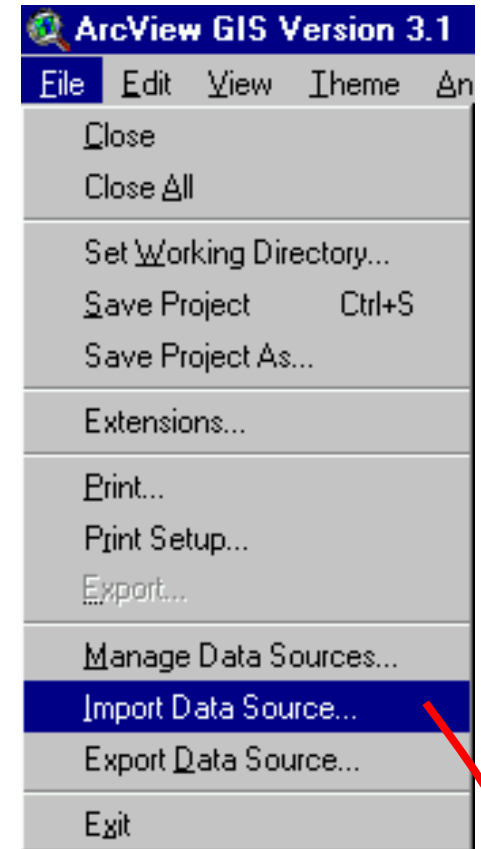 ArcView GIS Version 3.1
File Edit View Theme An
Close
Close All
Set Working Directory...
Save Project Ctrl+S
Save Project As...
Extensions...
Print...
Print Setup...
Export...
Manage Data Sources...
Import Data Source...
Export Data Source...
Exit